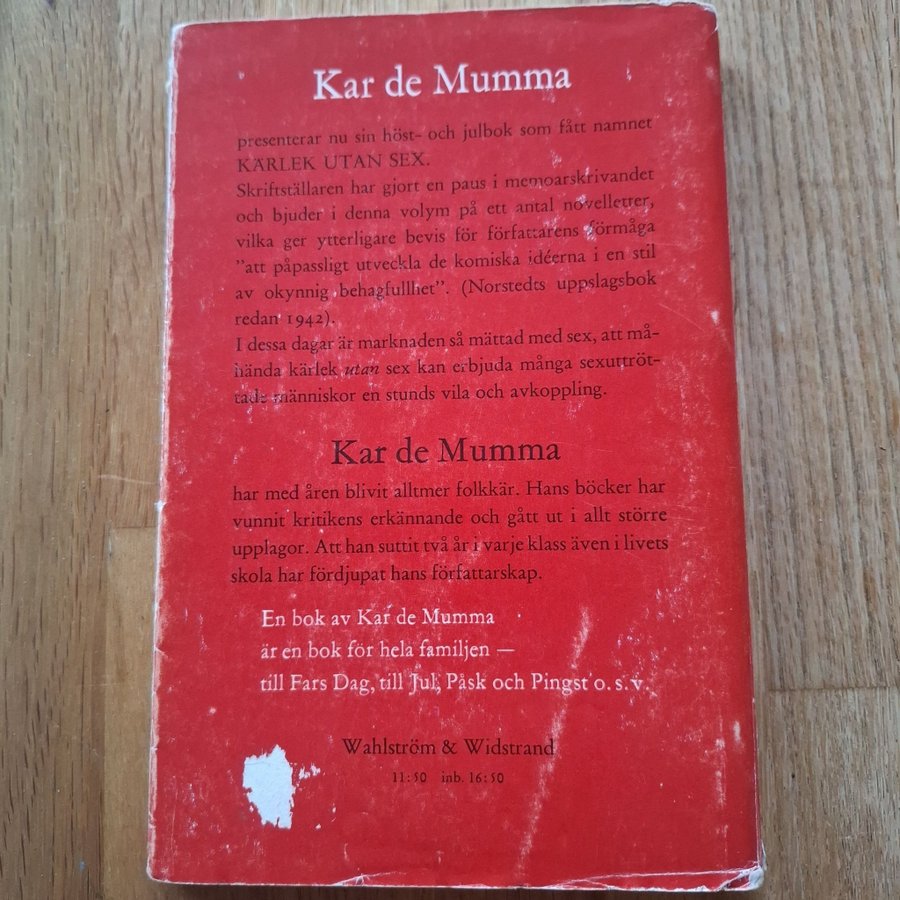 Kar de Mumma
presenterar nu sin höst- och julbok som fått namnet
KÄRLEK UTAN SEX.
Skriftställaren har gjort en paus i memoarskrivandet
och bjuder i denna volym på ett antal novelletter,
vilka ger ytterligare bevis för författarens förmåga
”att påpassligt utveckla de komiska idéerna i en stil
av okynnig behagfullhet”. (Norstedts uppslagsbok
redan 1942).
I dessa dagar är marknaden så mättad med sex, att må-
hända kärlek utan sex kan erbjuda många sexuttröt-
tade människor en stunds vila och avkoppling.
Kar de Mumma
har med åren blivit alltmer folkkär. Hans böcker har
vunnit kritikens erkännande och gått ut i allt större
upplagor. Att han suttit två år i varje klass även i livets
skola har fördjupat hans författarskap.
En bok av Kar de Mumma
är en bok för hela familjen —
till Fars Dag, till Jul, Påsk och Pingst o. s. v.
Wahlström & Widstrand
11:50 inb. 16:50